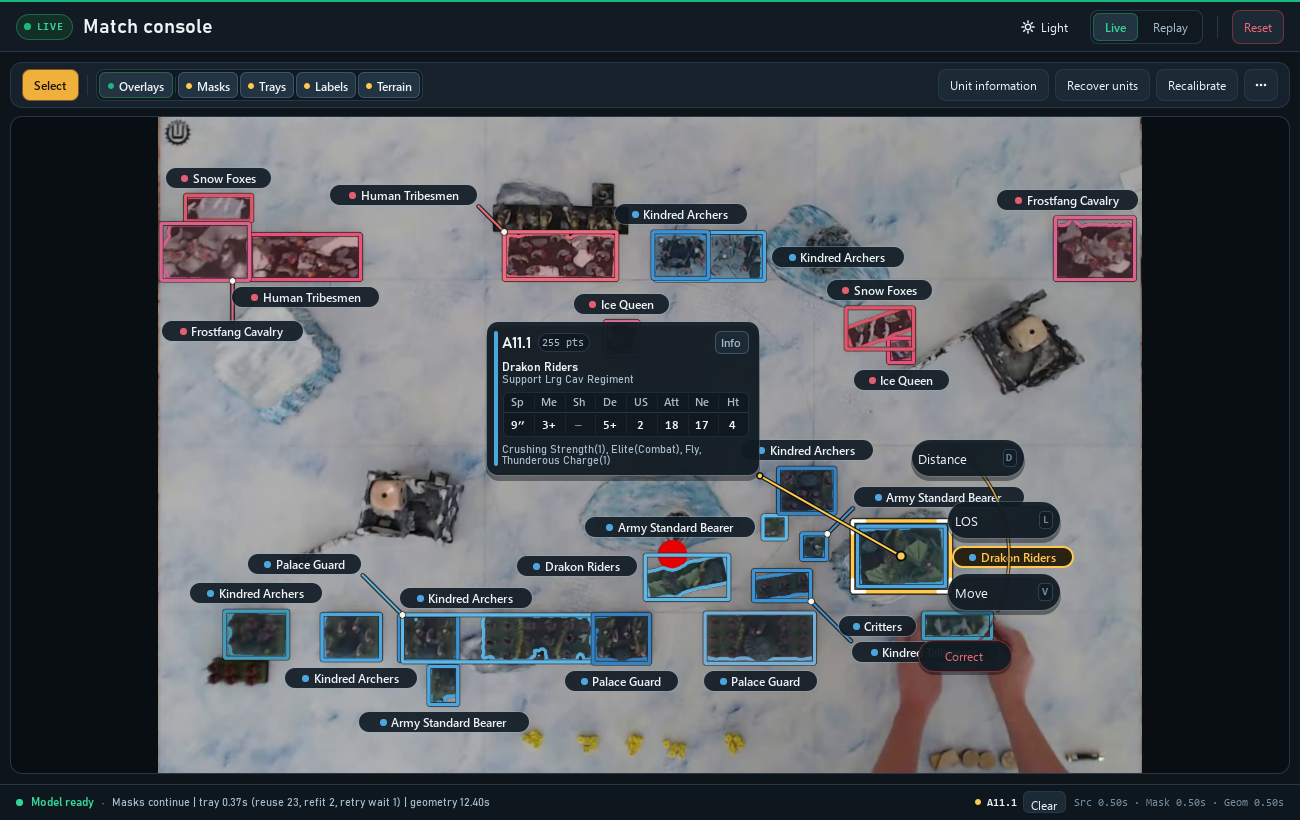 LIVE
Match console
Light
Live
Replay
Reset
Select
Overlays
Masks
Trays
Labels
Terrain
Unit information
Recover units
Recalibrate
Snow Foxes
Human Tribesmen
Frostfang Cavalry
Kindred Archers
Kindred Archers
Human Tribesmen
Snow Foxes
Ice Queen
Frostfang Cavalry
Ice Queen
A11.1
255 pts
Info
Drakon Riders
Support Lrg Cav Regiment
Sp Me Sh De US Att Ne Ht
9” 3+ – 5+ 2 18 17 4
Crushing Strength(1), Elite(Combat), Fly,
Thunderous Charge(1)
Kindred Archers
Distance D
Army Standard Bearer
LOS L
Army Standard Bearer
Drakon Riders
Palace Guard
Drakon Riders
Kindred Archers
Kindred Archers
Move V
Critters
Kindred
Correct
Kindred Archers
Palace Guard
Palace Guard
Army Standard Bearer
Model ready · Masks continue | tray 0.37s (reuse 23, refit 2, retry wait 1) | geometry 12.40s
A11.1
Clear
Src 0.50s · Mask 0.50s · Geom 0.50s